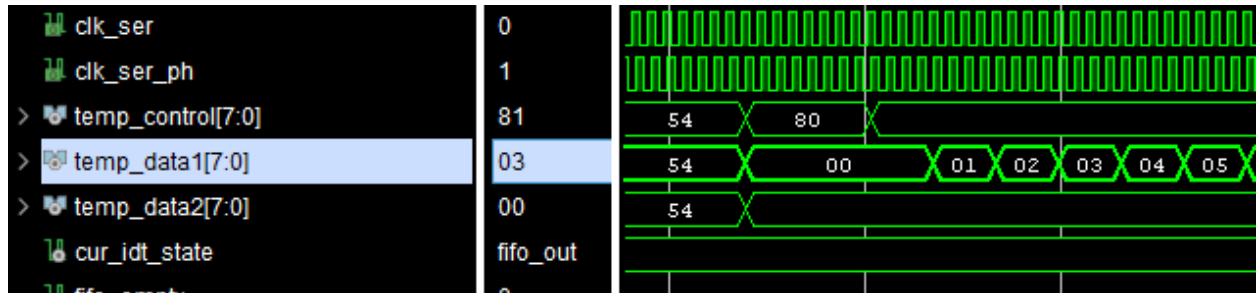 clk_ser 0
clk_ser_ph 1
temp_control[7:0] 81 54 80
temp_data1[7:0] 03 54 00 01 02 03 04 05
temp_data2[7:0] 00 54
cur_idt_state fifo_out